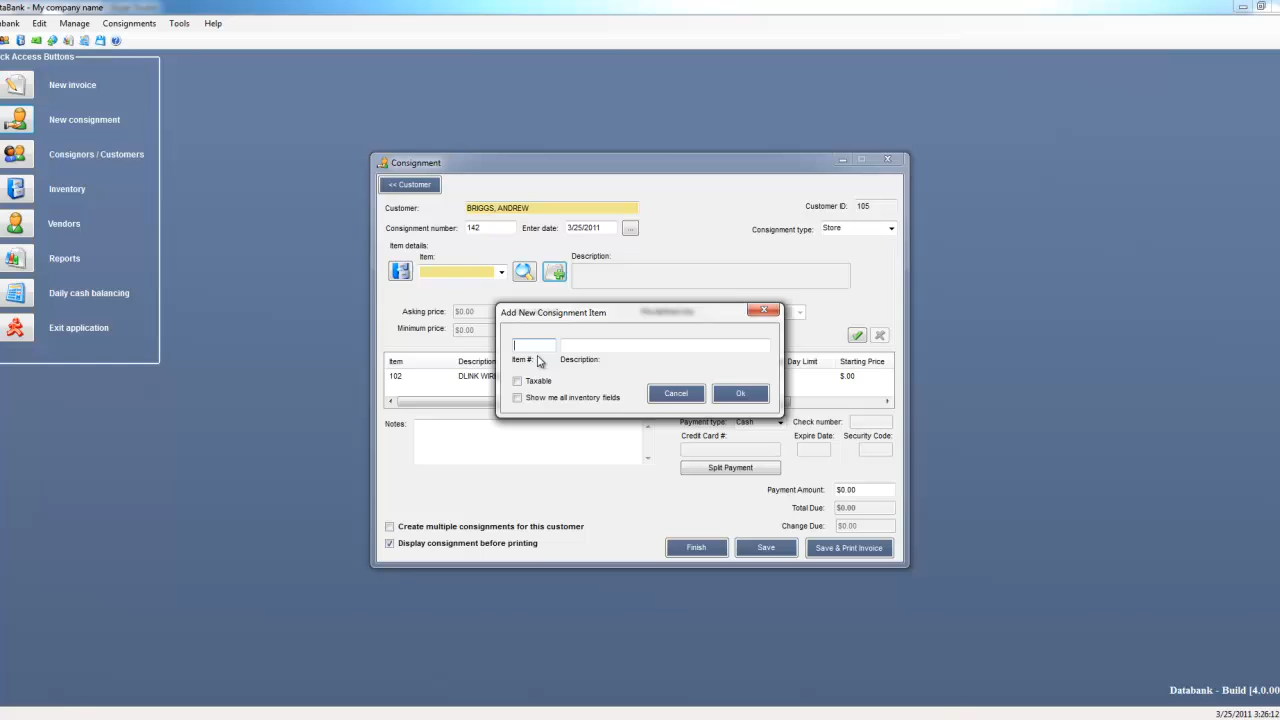 taBank - My company name
bank Edit Manage Consignments Tools Help
ck Access Buttons
New invoice
New consignment
Consignors / Customers
Inventory
Vendors
Reports
Daily cash balancing
Exit application
Consignment
<< Customer
Customer: BRIGGS, ANDREW Customer ID: 105
Consignment number: 142 Enter date: 3/25/2011 ... Consignment type: Store
Item details:
Item: Description:
Asking price: $0.00
Minimum price: $0.00
Add New Consignment Item
Item #: Description:
Taxable
Show me all inventory fields
Cancel Ok
Item Description Day Limit Starting Price
102 DLINK WIR $.00
Notes: Payment type: Cash Check number:
Credit Card #: Expire Date: Security Code:
Split Payment
Payment Amount: $0.00
Total Due: $0.00
Change Due: $0.00
Create multiple consignments for this customer
Display consignment before printing
Finish Save Save & Print Invoice
Databank - Build [4.0.00
3/25/2011 3:26:12